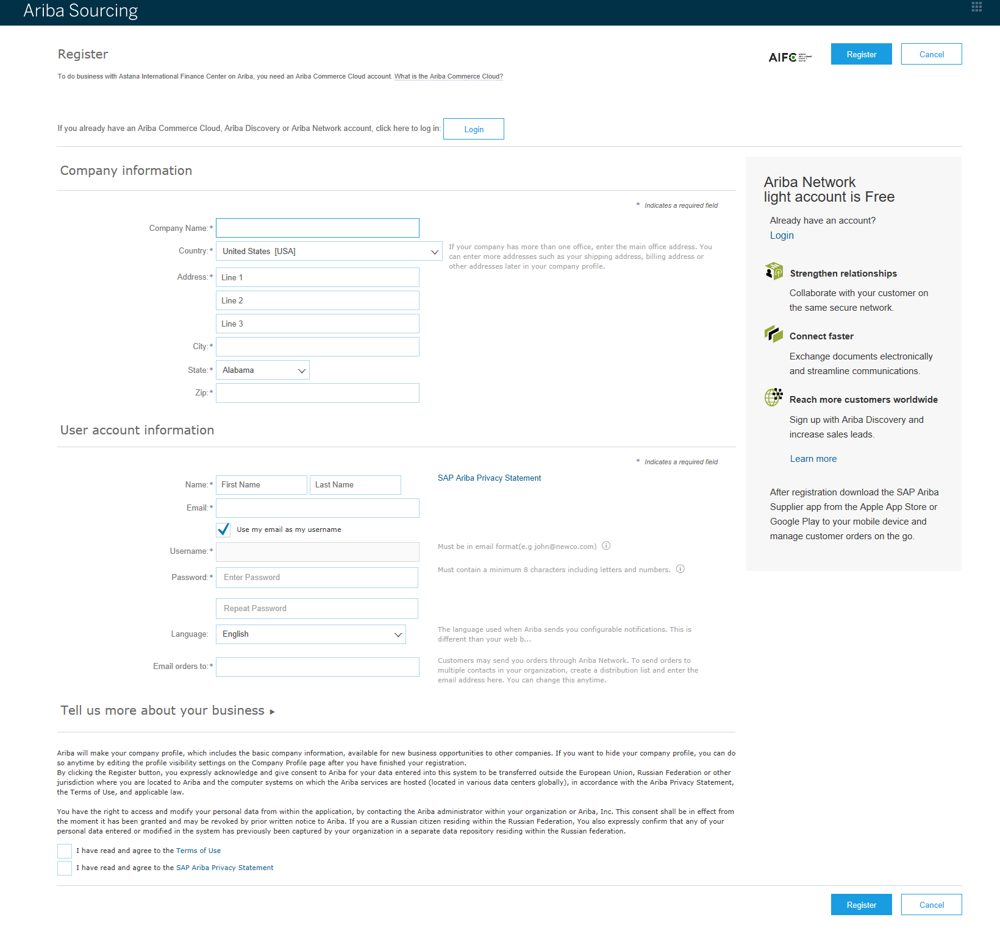 Ariba Sourcing
Register
AIFC
Register
Cancel
To do business with Astana International Finance Center on Ariba, you need an Ariba Commerce Cloud account. What is the Ariba Commerce Cloud?
If you already have an Ariba Commerce Cloud, Ariba Discovery or Ariba Network account, click here to log in:
Login
Company information
* Indicates a required field
Company Name:*
Country:*
United States [USA]
If your company has more than one office, enter the main office address. You
can enter more addresses such as your shipping address, billing address or
other addresses later in your company profile.
Address:*
Line 1
Line 2
Line 3
City:*
State:*
Alabama
Zip:*
User account information
* Indicates a required field
Name:*
First Name
Last Name
SAP Ariba Privacy Statement
Email:*
Use my email as my username
Username:*
Must be in email format(e.g john@newco.com)
Password:*
Enter Password
Must contain a minimum 8 characters including letters and numbers.
Repeat Password
Language:
English
The language used when Ariba sends you configurable notifications. This is
different than your web b...
Email orders to:*
Customers may send you orders through Ariba Network. To send orders to
multiple contacts in your organization, create a distribution list and enter the
email address here. You can change this anytime.
Tell us more about your business
Ariba will make your company profile, which includes the basic company information, available for new business opportunities to other companies. If you want to hide your company profile, you can do
so anytime by editing the profile visibility settings on the Company Profile page after you have finished your registration.
By clicking the Register button, you expressly acknowledge and give consent to Ariba for your data entered into this system to be transferred outside the European Union, Russian Federation or other
jurisdiction where you are located to Ariba and the computer systems on which the Ariba services are hosted (located in various data centers globally), in accordance with the Ariba Privacy Statement,
the Terms of Use, and applicable law.
You have the right to access and modify your personal data from within the application, by contacting the Ariba administrator within your organization or Ariba, Inc. This consent shall be in effect from
the moment it has been granted and may be revoked by prior written notice to Ariba. If you are a Russian citizen residing within the Russian Federation, You also expressly confirm that any of your
personal data entered or modified in the system has previously been captured by your organization in a separate data repository residing within the Russian federation.
I have read and agree to the Terms of Use
I have read and agree to the SAP Ariba Privacy Statement
Ariba Network
light account is Free
Already have an account?
Login
Strengthen relationships
Collaborate with your customer on
the same secure network.
Connect faster
Exchange documents electronically
and streamline communications.
Reach more customers worldwide
Sign up with Ariba Discovery and
increase sales leads.
Learn more
After registration download the SAP Ariba
Supplier app from the Apple App Store or
Google Play to your mobile device and
manage customer orders on the go.
Register
Cancel